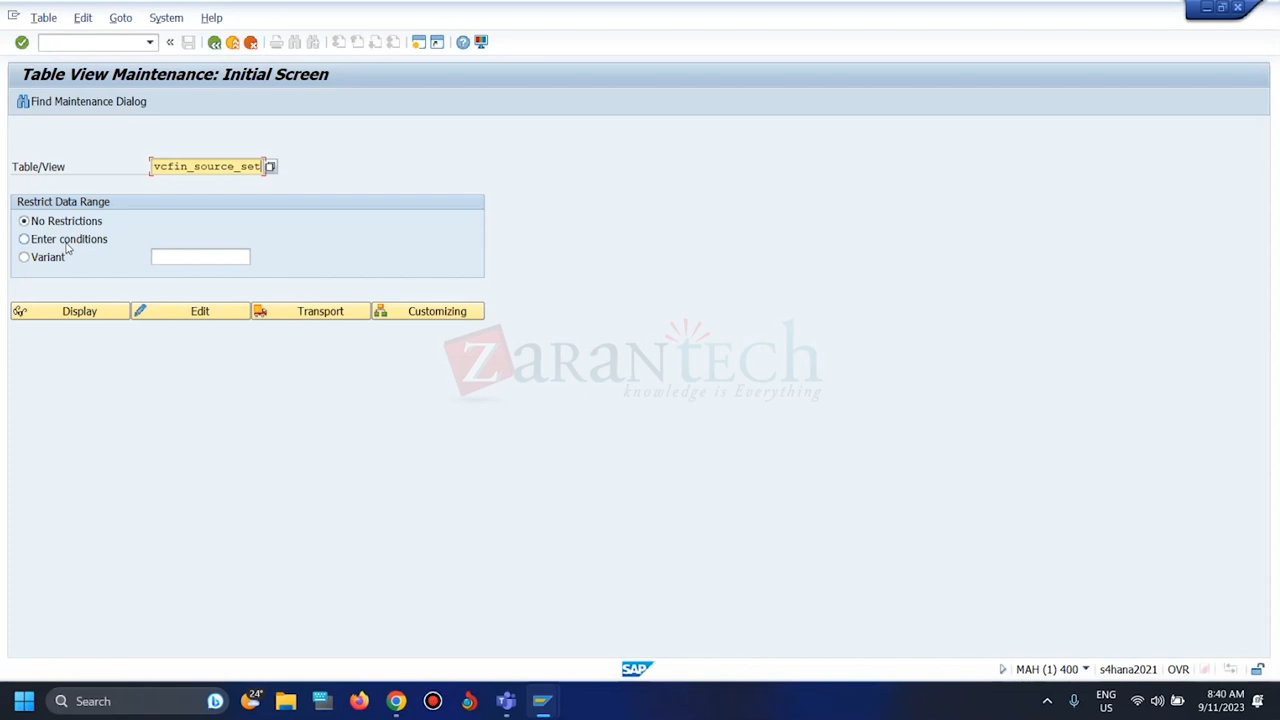 Table Edit Goto System Help
Table View Maintenance: Initial Screen
Find Maintenance Dialog
Table/View vcfin_source_set
Restrict Data Range
No Restrictions
Enter conditions
Variant
Display Edit Transport Customizing
zaranTech
knowledge is Everything
SAP MAH (1) 400 s4hana2021 OVR
Search 24° ENG US 8:40 AM 9/11/2023